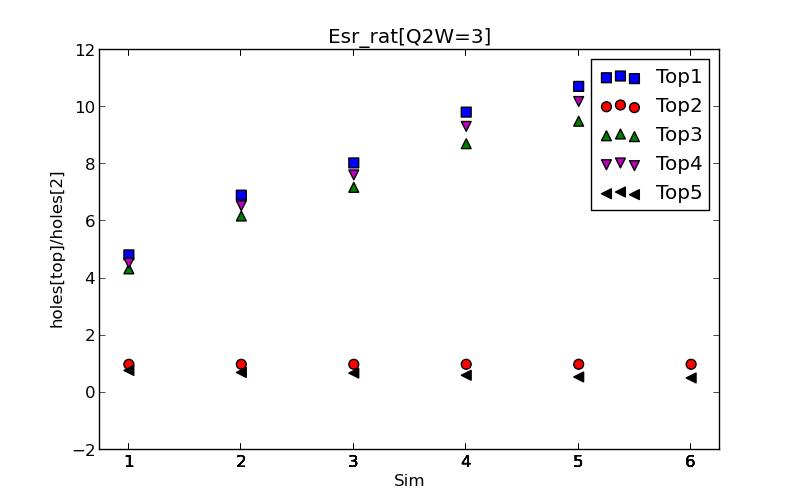 Esr_rat[Q2W=3]
12
10
8
6
4
2
0
−2
holes[top]/holes[2]
Top1
Top2
Top3
Top4
Top5
1 2 3 4 5 6
Sim